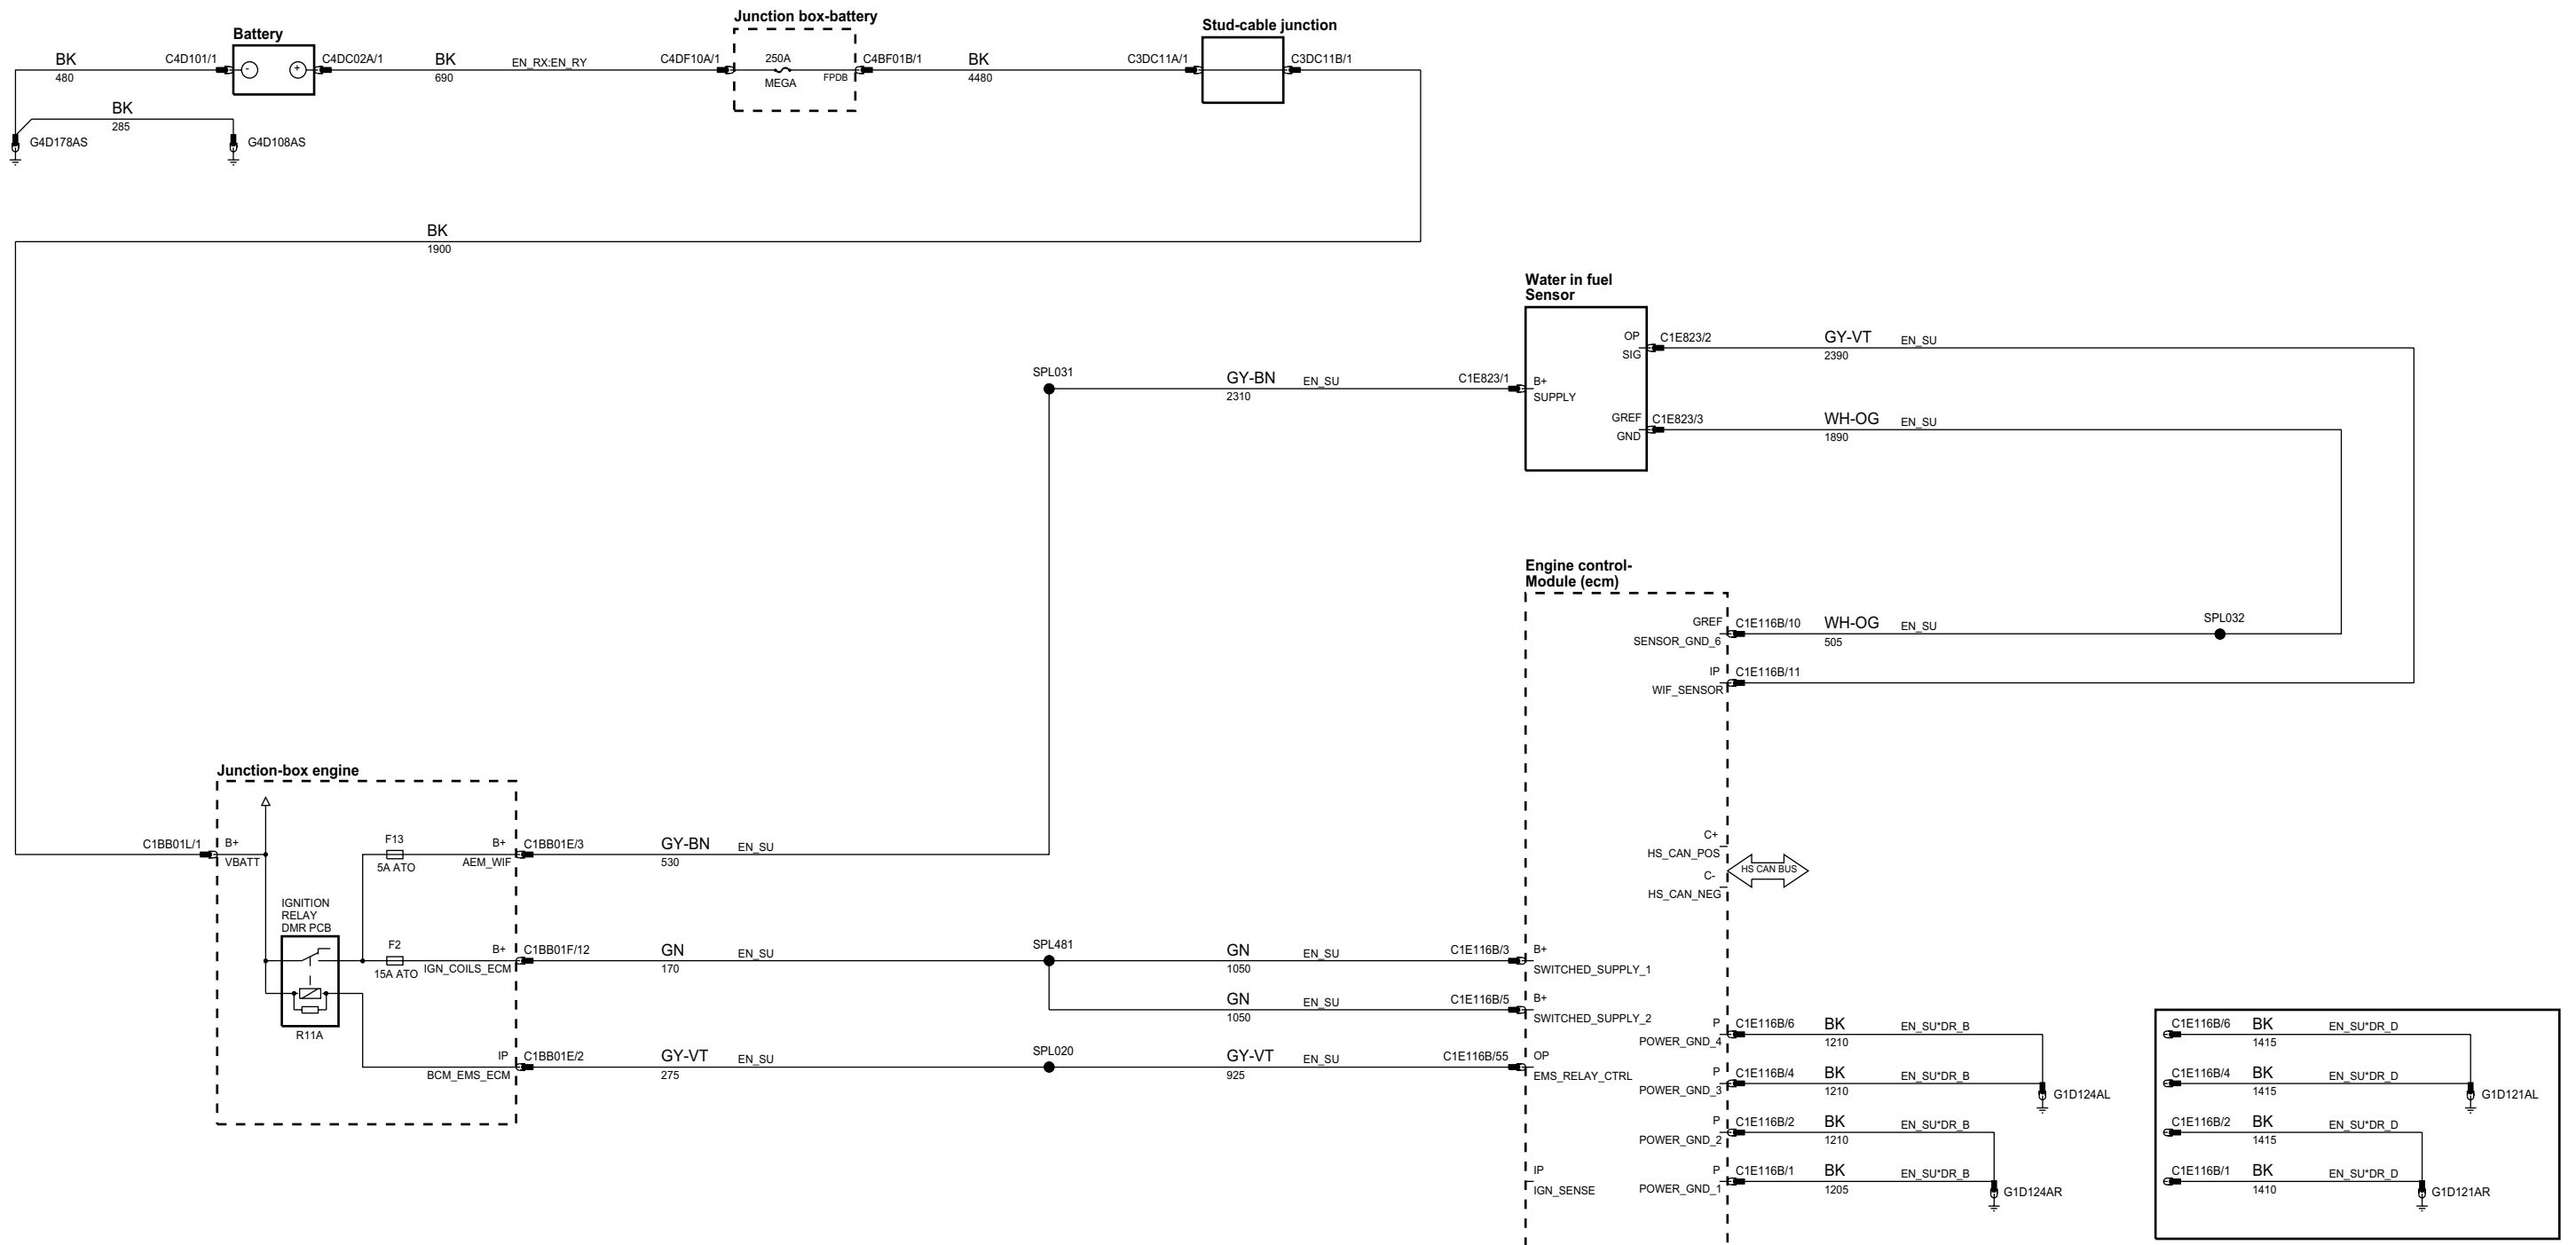 Junction box-battery
Stud-cable junction
Battery
BK
480
C4D101/1
-
+
C4DC02A/1
BK
690
EN_RX:EN_RY
C4DF10A/1
250A
MEGA
FPDB
C4BF01B/1
BK
4480
C3DC11A/1
C3DC11B/1
BK
285
G4D178AS
G4D108AS
BK
1900
Water in fuel
Sensor
OP
SIG
C1E823/2
GY-VT
2390
EN_SU
SPL031
GY-BN
2310
EN_SU
C1E823/1
B+
SUPPLY
GREF
GND
C1E823/3
WH-OG
1890
EN_SU
Engine control-
Module (ecm)
GREF
SENSOR_GND_6
C1E116B/10
WH-OG
505
EN_SU
SPL032
IP
WIF_SENSOR
C1E116B/11
Junction-box engine
C1BB01L/1
B+
VBATT
F13
5A ATO
B+
AEM_WIF
C1BB01E/3
GY-BN
530
EN_SU
C+
HS_CAN_POS
HS CAN BUS
C-
HS_CAN_NEG
IGNITION
RELAY
DMR PCB
R11A
F2
15A ATO
B+
IGN_COILS_ECM
C1BB01F/12
GN
170
EN_SU
SPL481
GN
1050
EN_SU
C1E116B/3
B+
SWITCHED_SUPPLY_1
GN
1050
EN_SU
C1E116B/5
B+
SWITCHED_SUPPLY_2
IP
BCM_EMS_ECM
C1BB01E/2
GY-VT
275
EN_SU
SPL020
GY-VT
925
EN_SU
C1E116B/55
OP
EMS_RELAY_CTRL
IP
IGN_SENSE
P
POWER_GND_4
C1E116B/6
BK
1210
EN_SU*DR_B
P
POWER_GND_3
C1E116B/4
BK
1210
EN_SU*DR_B
G1D124AL
P
POWER_GND_2
C1E116B/2
BK
1210
EN_SU*DR_B
P
POWER_GND_1
C1E116B/1
BK
1205
EN_SU*DR_B
G1D124AR
C1E116B/6
BK
1415
EN_SU*DR_D
C1E116B/4
BK
1415
EN_SU*DR_D
G1D121AL
C1E116B/2
BK
1415
EN_SU*DR_D
C1E116B/1
BK
1410
EN_SU*DR_D
G1D121AR